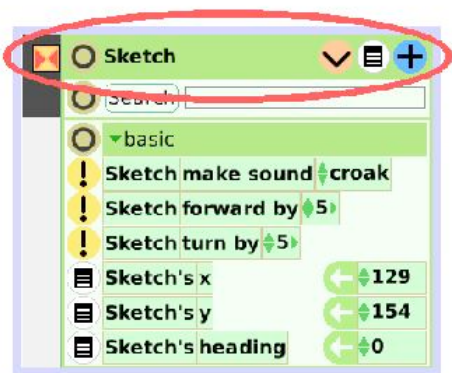 Sketch
Search
basic
Sketch make sound croak
Sketch forward by 5
Sketch turn by 5
Sketch's x 129
Sketch's y 154
Sketch's heading 0